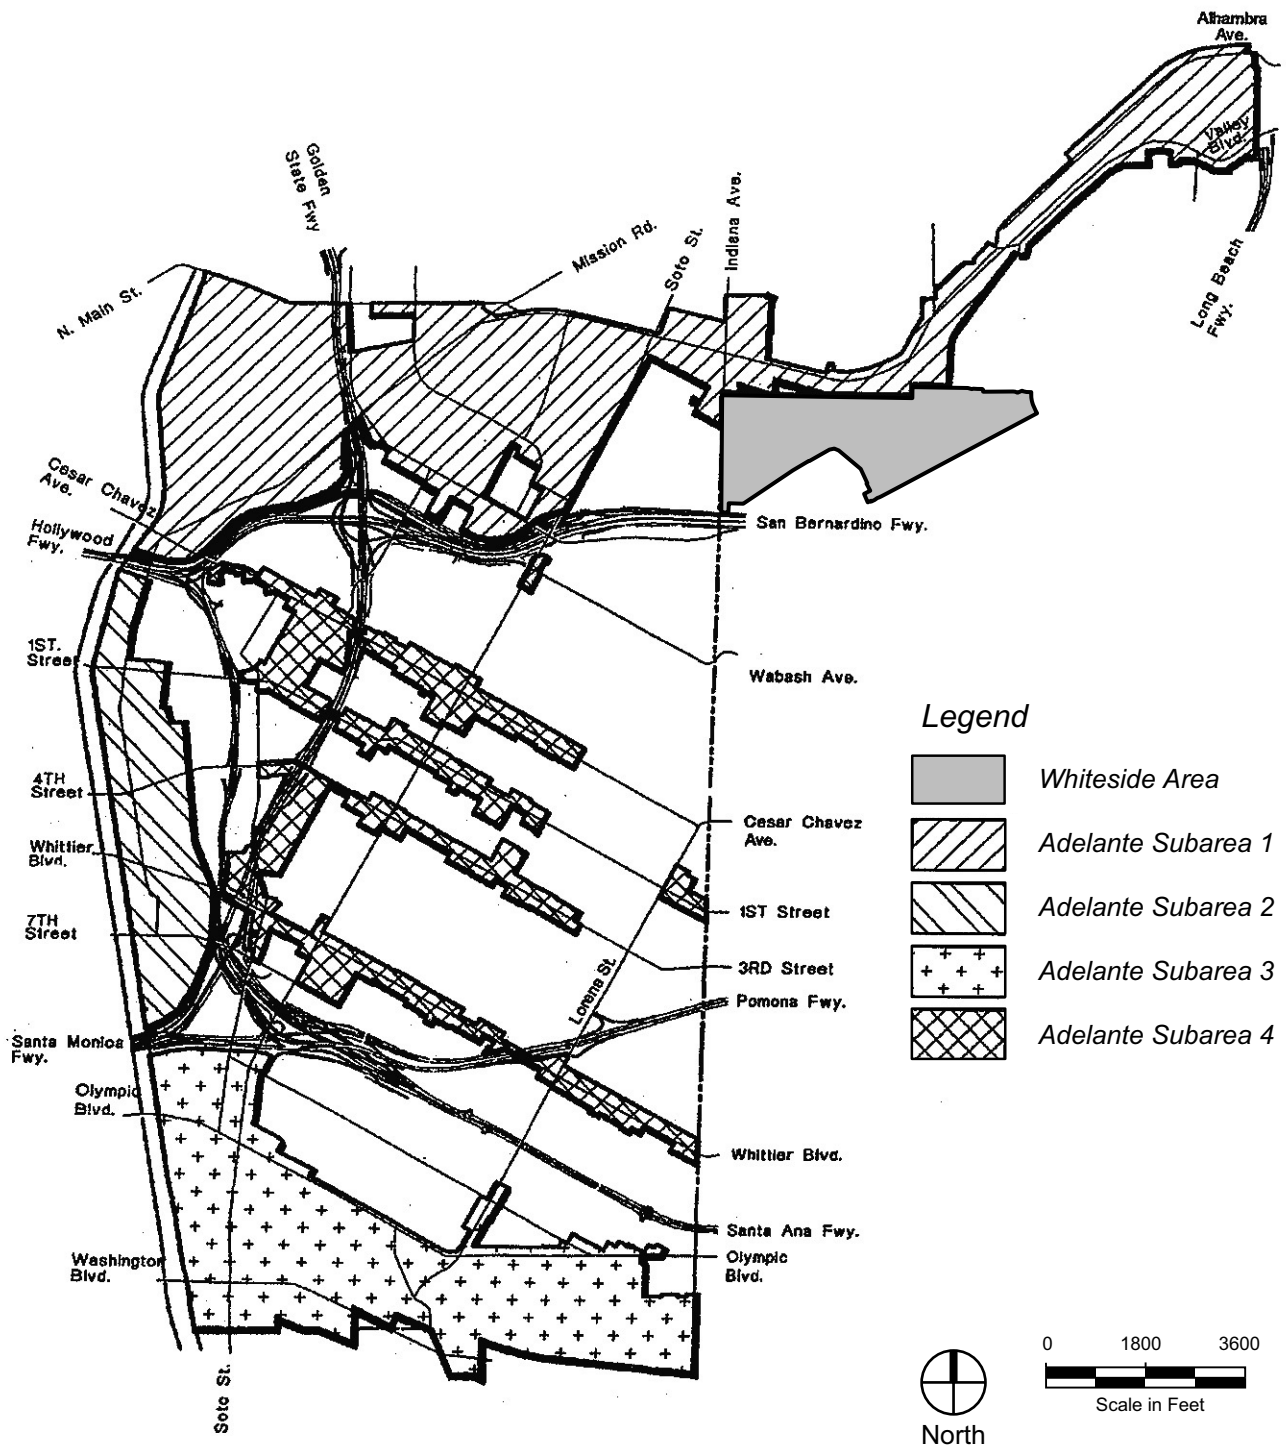 Alhambra
Ave.
Valley
Blvd.
Golden
State Fwy
Mission Rd.
Soto St.
Indiana Ave.
N. Main St.
Long Beach
Fwy.
Cesar Chavez
Ave.
Hollywood
Fwy.
San Bernardino Fwy.
1ST.
Street
Wabash Ave.
4TH
Street
Whittier
Blvd.
7TH
Street
Cesar Chavez
Ave.
1ST Street
3RD Street
Lorena St.
Pomona Fwy.
Santa Monica
Fwy.
Olympic
Blvd.
Whittier Blvd.
Santa Ana Fwy.
Olympic
Blvd.
Washington
Blvd.
Soto St.
Legend
Whiteside Area
Adelante Subarea 1
Adelante Subarea 2
Adelante Subarea 3
Adelante Subarea 4
North
0 1800 3600
Scale in Feet